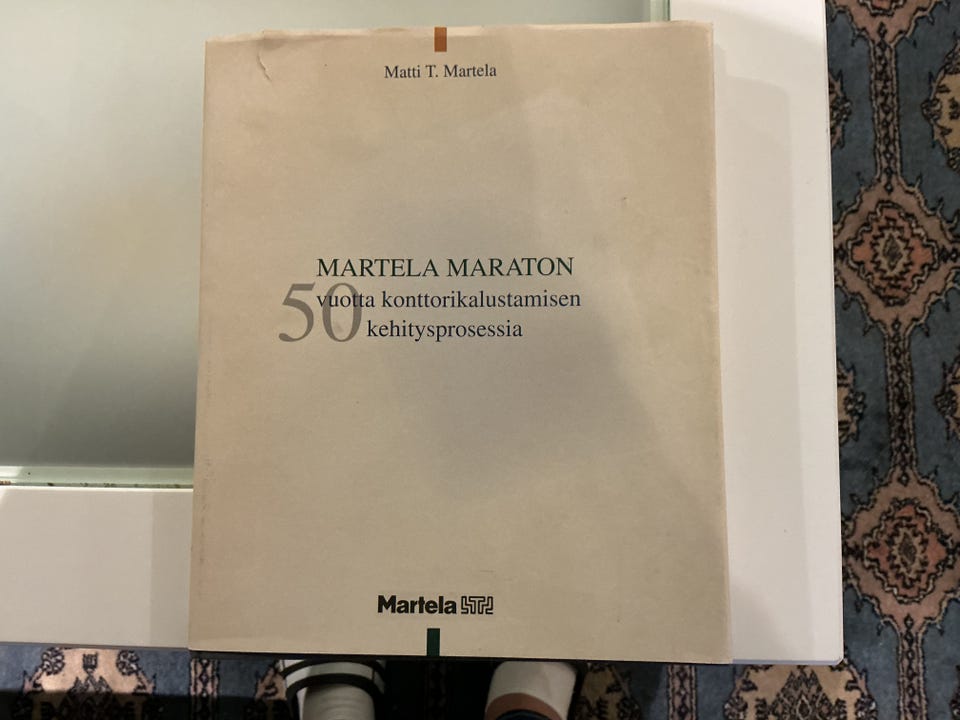 Matti T. Martela
MARTELA MARATON
50 vuotta konttorikalustamisen
kehitysprosessia
Martela